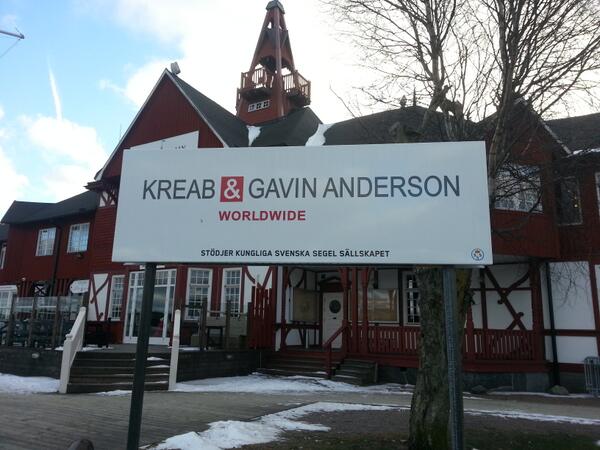 KREAB & GAVIN ANDERSON
WORLDWIDE
STÖDJER KUNGLIGA SVENSKA SEGEL SÄLLSKAPET